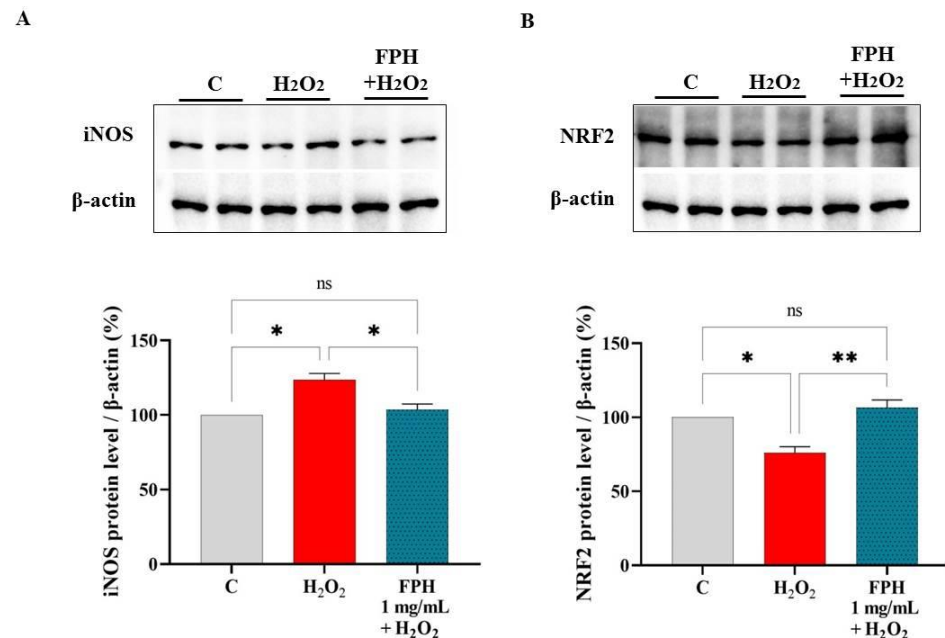 A
C H2O2 FPH
+H2O2
iNOS
β-actin
iNOS protein level / β-actin (%)
ns
* *
150
100
50
0
C H₂O₂ FPH
1 mg/mL
+ H₂O₂
B
C H2O2 FPH
+H2O2
NRF2
β-actin
NRF2 protein level / β-actin (%)
ns
* **
150
100
50
0
C H₂O₂ FPH
1 mg/mL
+ H₂O₂